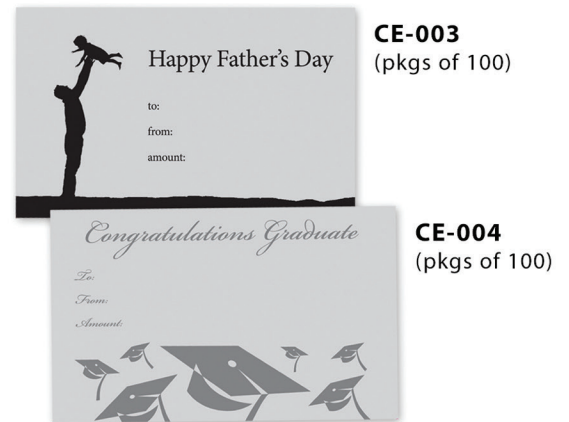 Happy Father's Day
to:
from:
amount:
CE-003
(pkgs of 100)
Congratulations Graduate
To:
From:
Amount:
CE-004
(pkgs of 100)